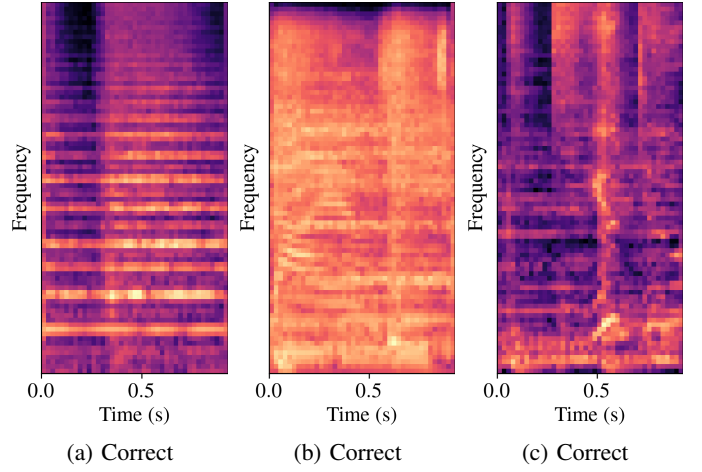 Frequency
Frequency
Frequency
0.0 0.5
0.0 0.5
0.0 0.5
Time (s)
Time (s)
Time (s)
(a) Correct
(b) Correct
(c) Correct